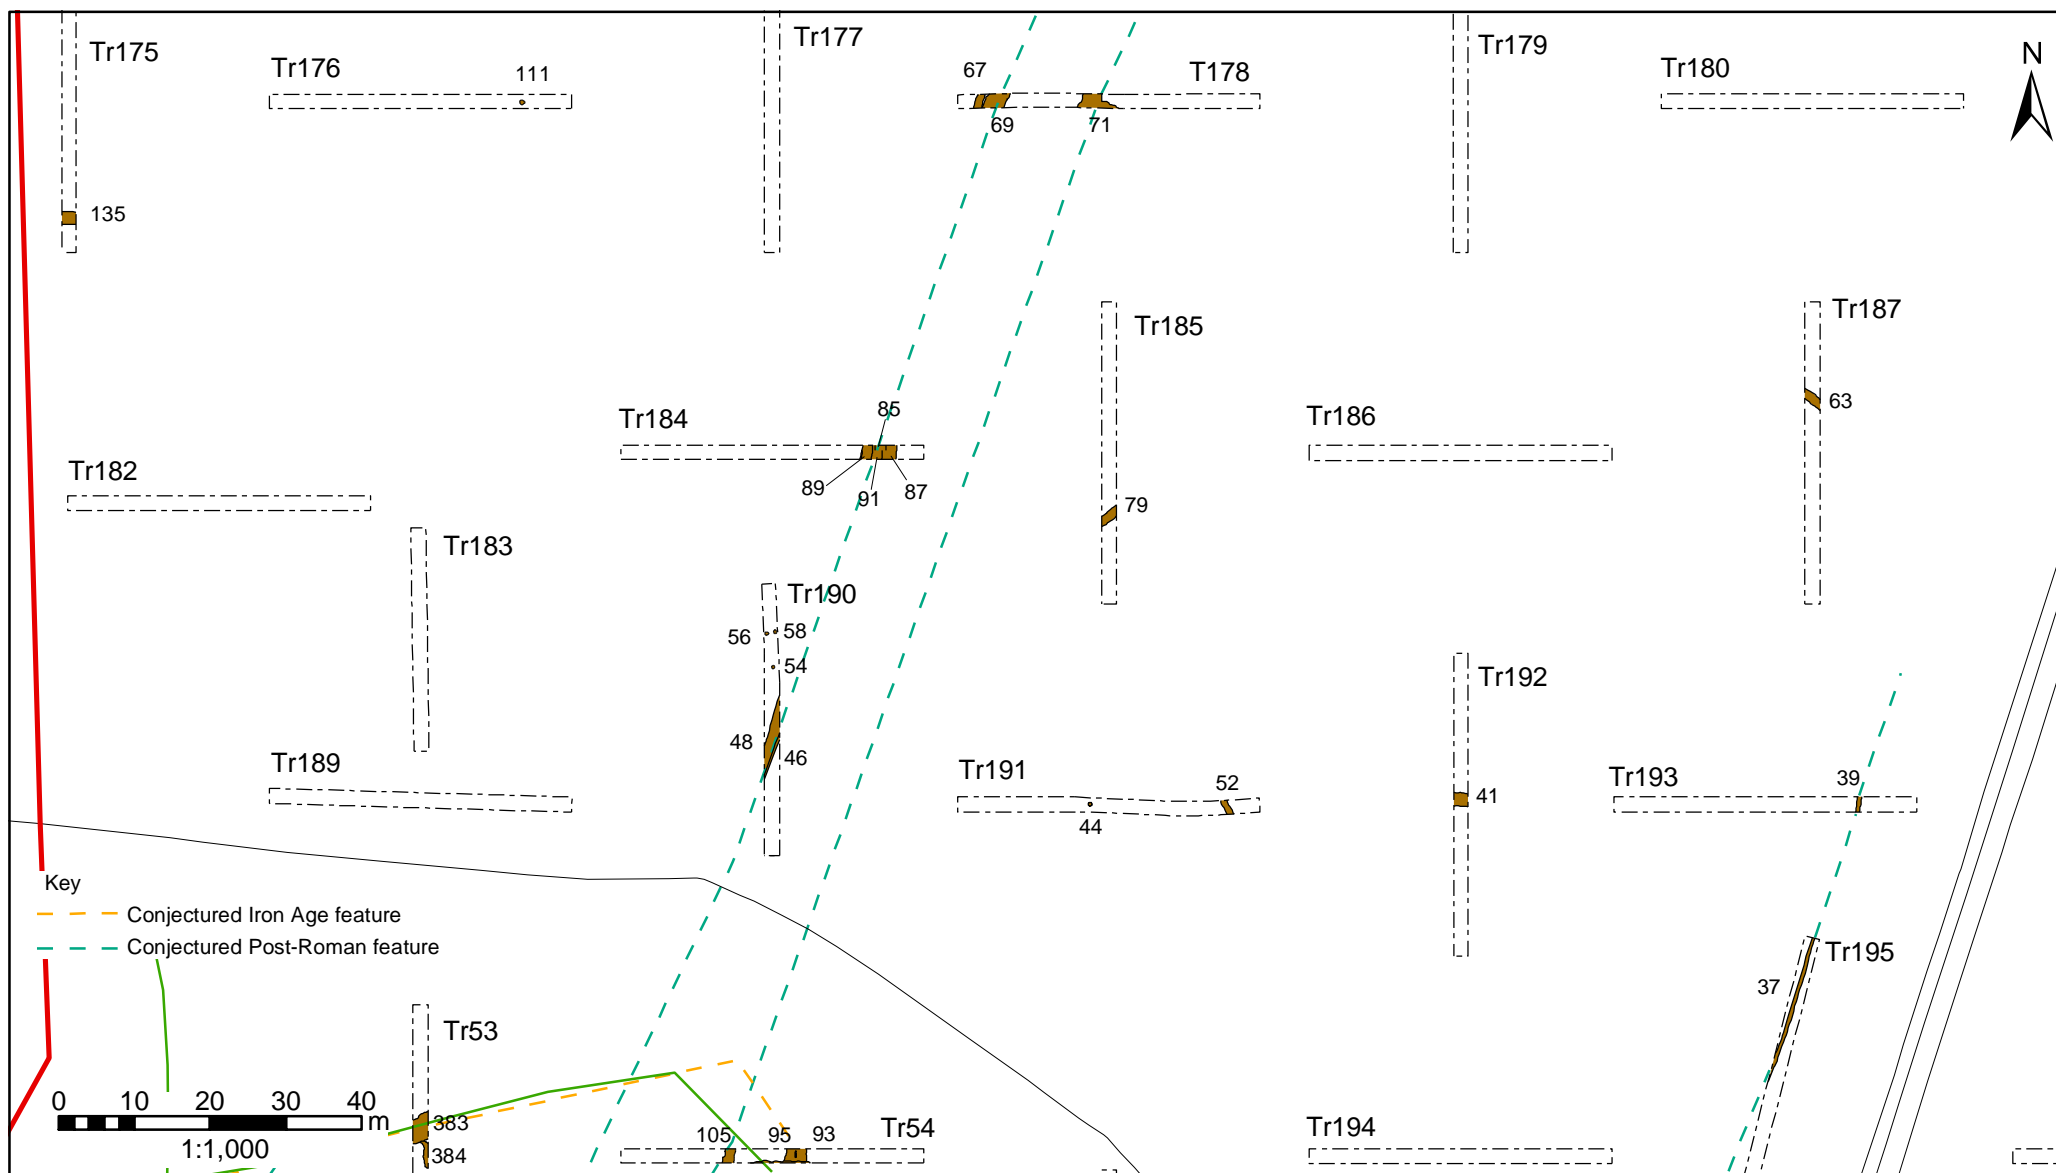 Tr175
Tr176
111
Tr177
67
T178
69
71
Tr179
Tr180
N
135
Tr185
Tr187
63
Tr184
85
89
91
87
Tr186
Tr182
79
Tr183
Tr190
56
58
54
48
46
Tr192
Tr189
Tr191
52
44
41
Tr193
39
Key
Conjectured Iron Age feature
Conjectured Post-Roman feature
Tr195
37
Tr53
0 10 20 30 40
m
1:1,000
383
384
105
95
93
Tr54
Tr194